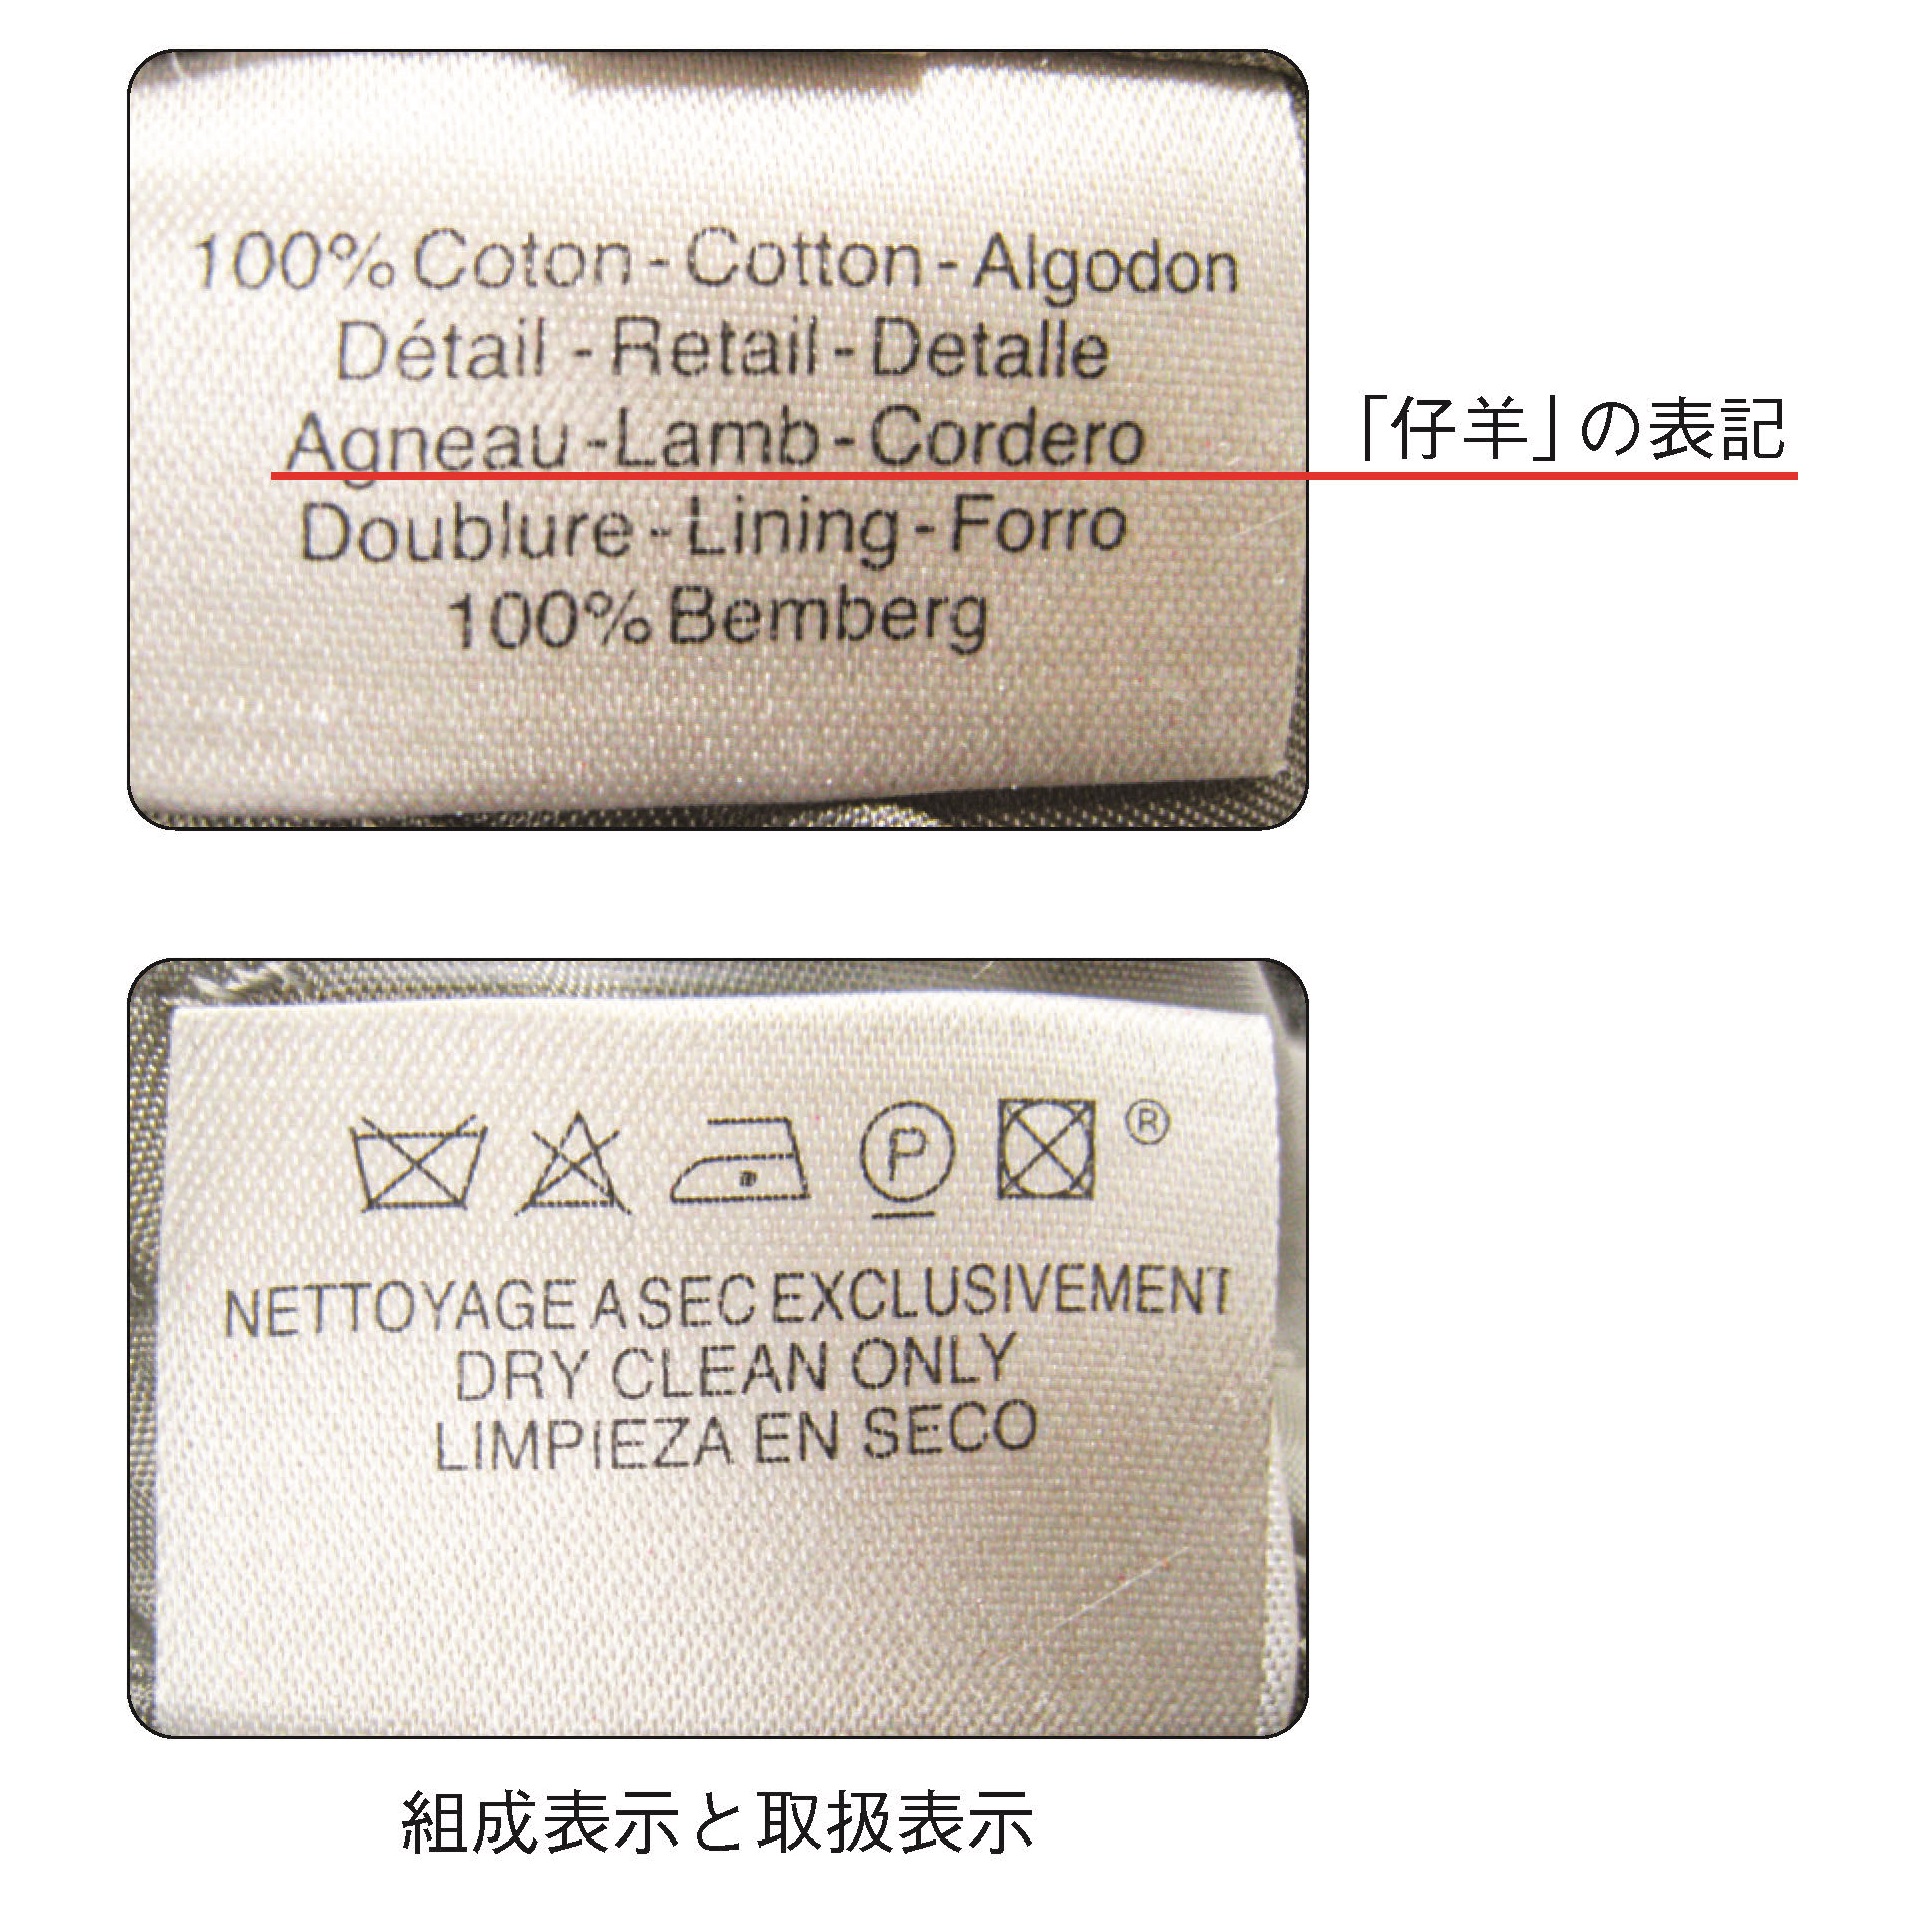 100% Coton - Cotton - Algodon
Détail - Retail - Detalle
Agneau - Lamb - Cordero
「仔羊」の表記
Doublure - Lining - Forro
100% Bemberg
P ®
NETTOYAGE A SEC EXCLUSIVEMENT
DRY CLEAN ONLY
LIMPIEZA EN SECO
組成表示と取扱表示